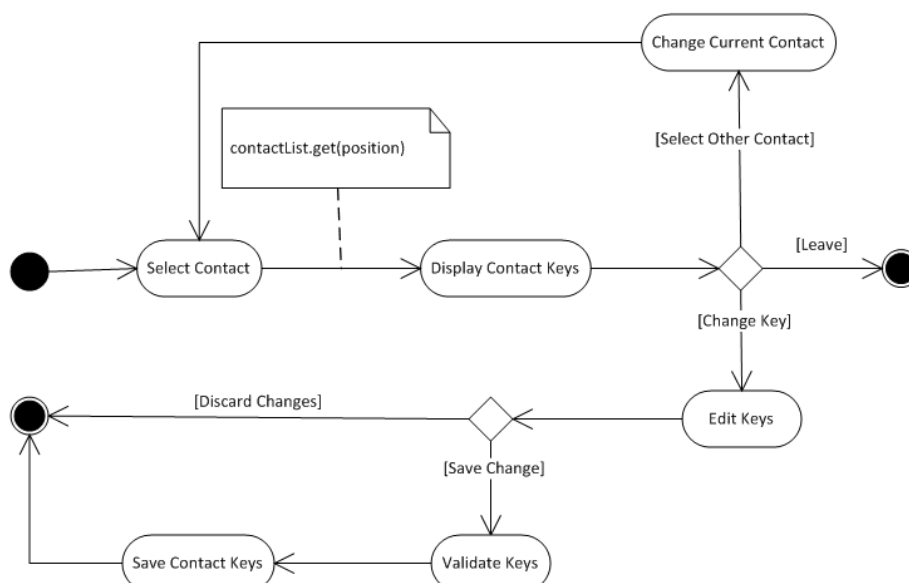 Change Current Contact
contactList.get(position)
[Select Other Contact]
[Leave]
Select Contact
Display Contact Keys
[Change Key]
[Discard Changes]
Edit Keys
[Save Change]
Save Contact Keys
Validate Keys